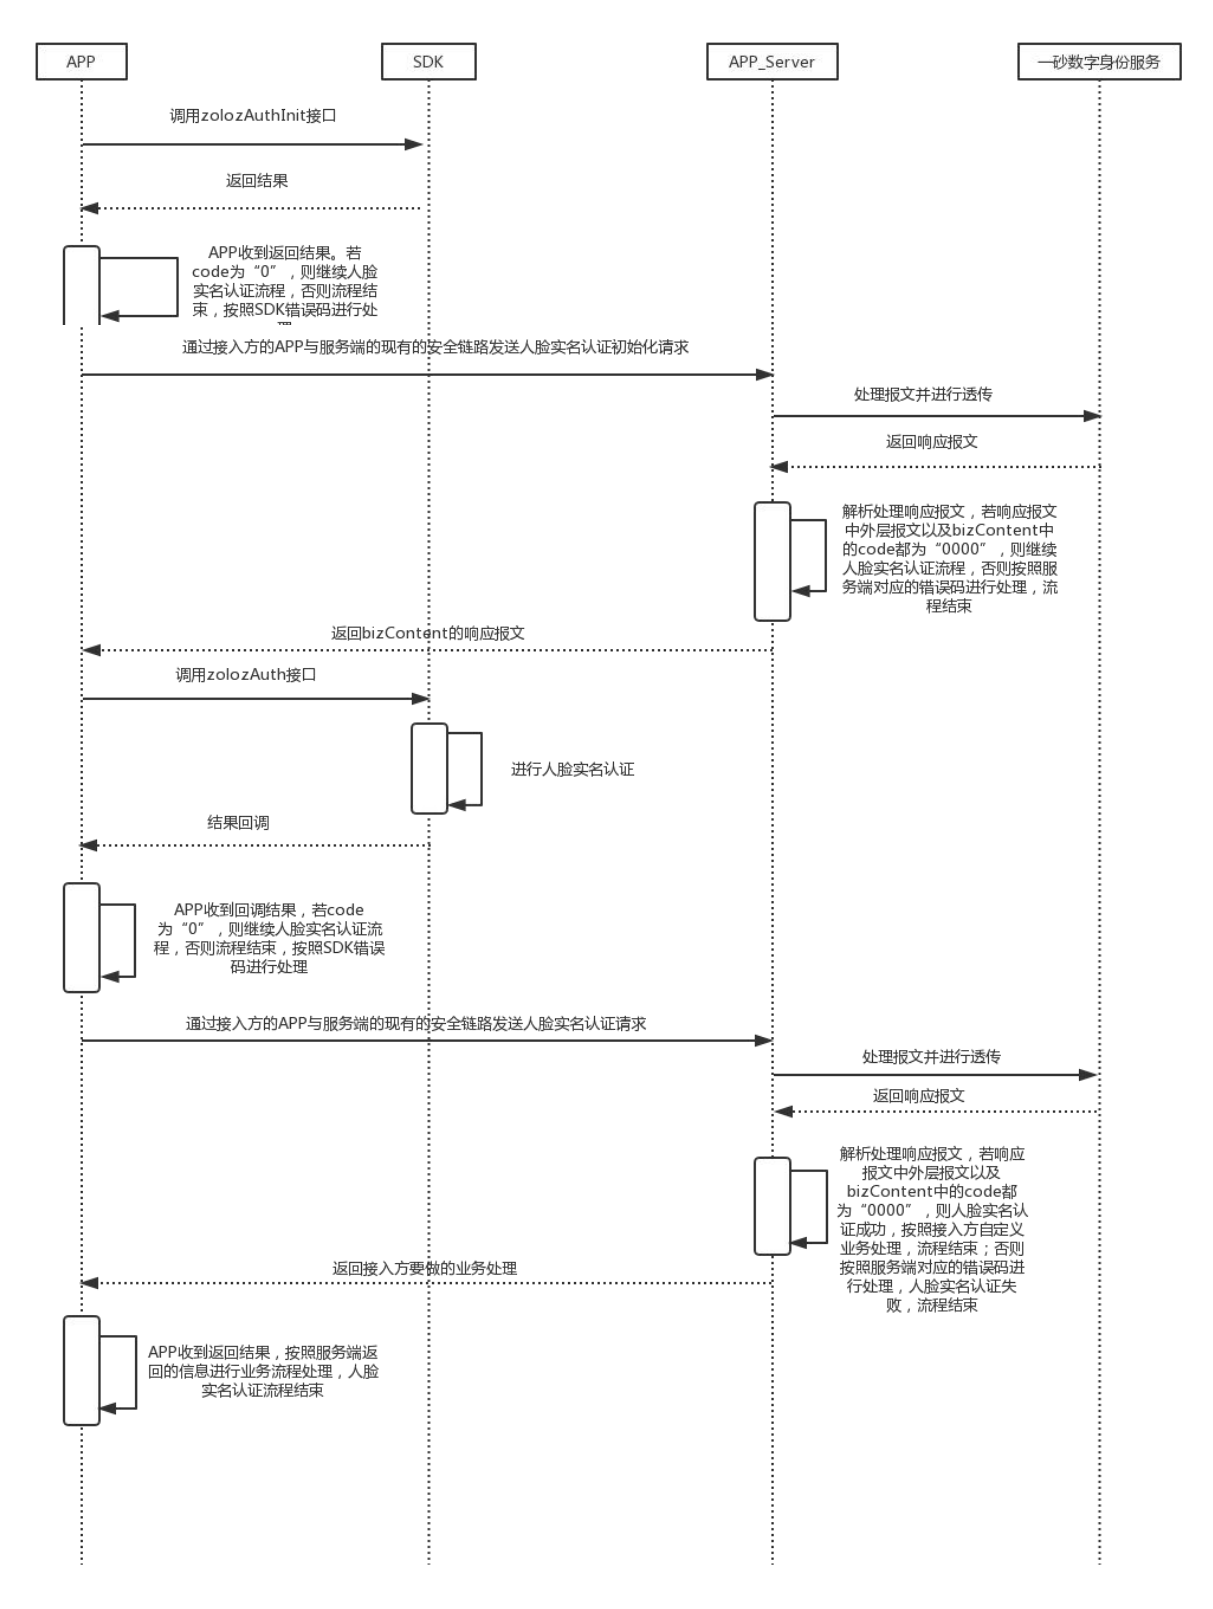 APP
SDK
APP_Server
一砂数字身份服务
调用zolozAuthInit接口
返回结果
APP收到返回结果。若
code为“0”，则继续人脸
实名认证流程，否则流程结
束，按照SDK错误码进行处
理
通过接入方的APP与服务端的现有的安全链路发送人脸实名认证初始化请求
处理报文并进行透传
返回响应报文
解析处理响应报文，若响应报文
中外层报文以及bizContent中
的code都为“0000”，则继续
人脸实名认证流程，否则按照服
务端对应的错误码进行处理，流
程结束
返回bizContent的响应报文
调用zolozAuth接口
进行人脸实名认证
结果回调
APP收到回调结果，若code
为“0”，则继续人脸实名认证流
程，否则流程结束，按照SDK错误
码进行处理
通过接入方的APP与服务端的现有的安全链路发送人脸实名认证请求
处理报文并进行透传
返回响应报文
解析处理响应报文，若响应
报文中外层报文以及
bizContent中的code都
为“0000”，则人脸实名认
证成功，按照接入方自定义
业务处理，流程结束；否则
按照服务端对应的错误码进
行处理，人脸实名认证失
败，流程结束
返回接入方要做的业务处理
APP收到返回结果，按照服务端返
回的信息进行业务流程处理，人脸
实名认证流程结束